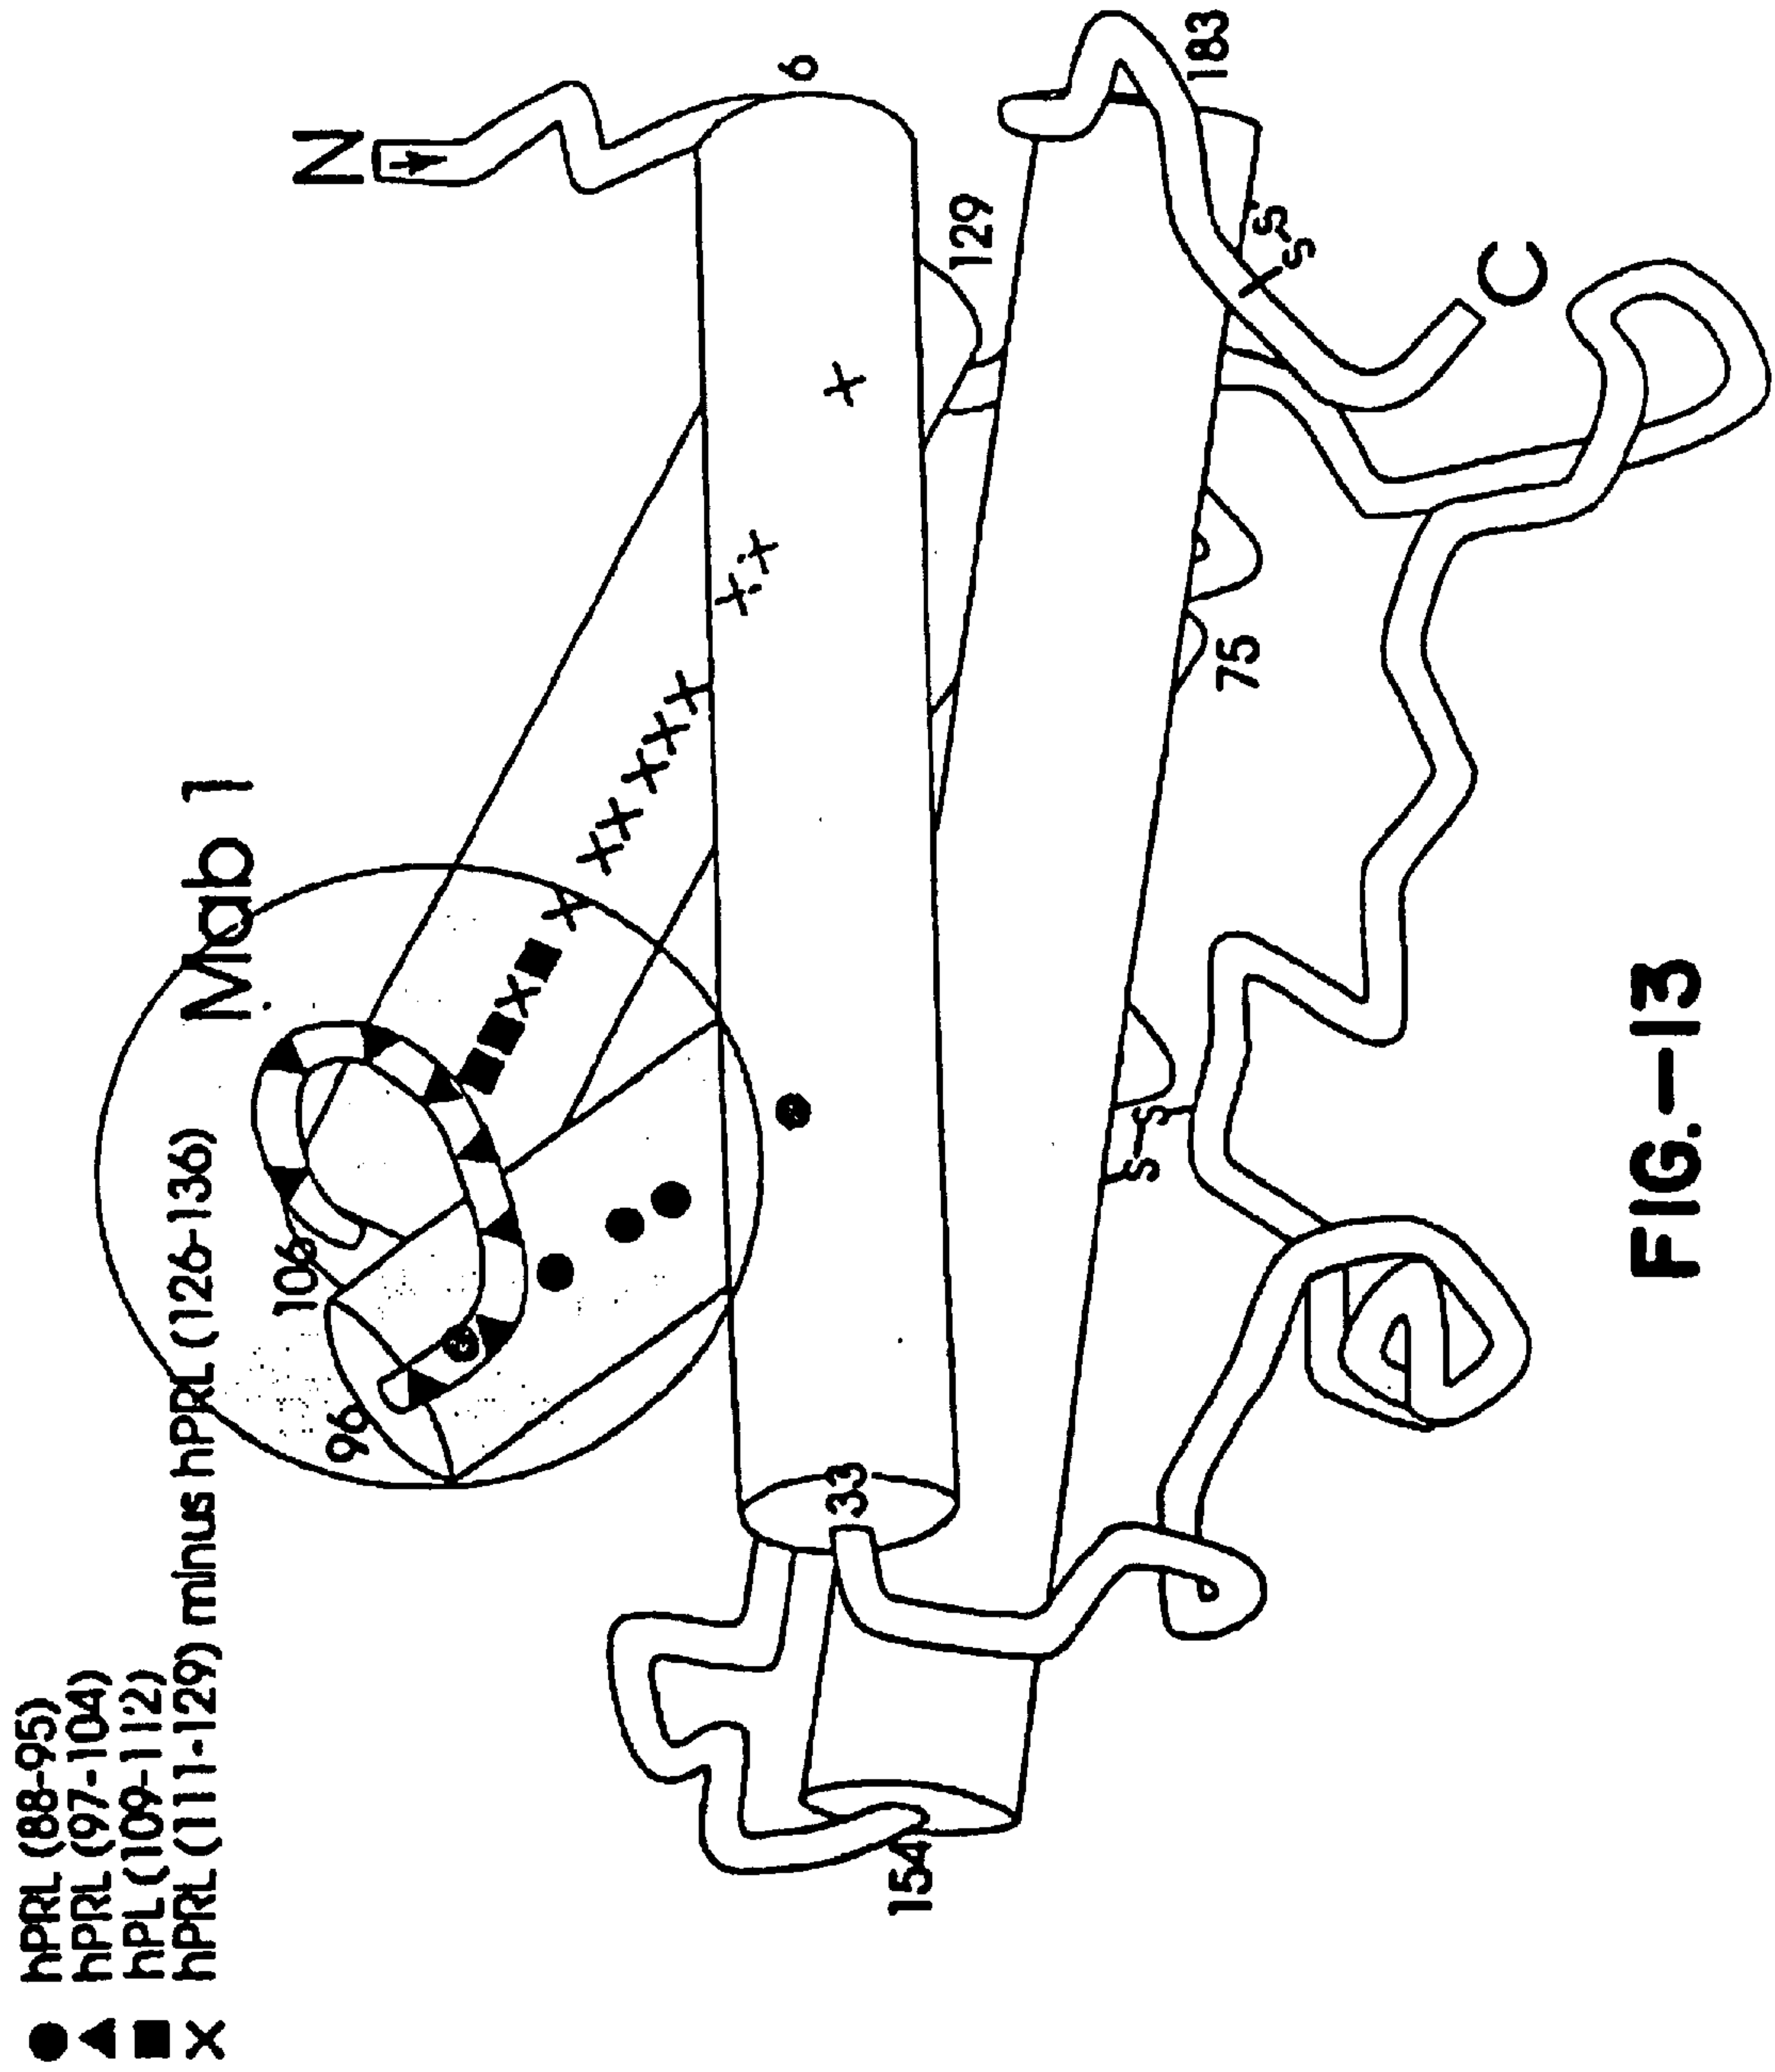 ● hPRL (88-95)
▲ hPRL (97-104)
■ hPL (109-112)
x hPRL (111-129) minus hPRL (126-136)
Mab 1
N
106
96
6
129
33
154
183
S-S
C
75
S-S
FIG.—13